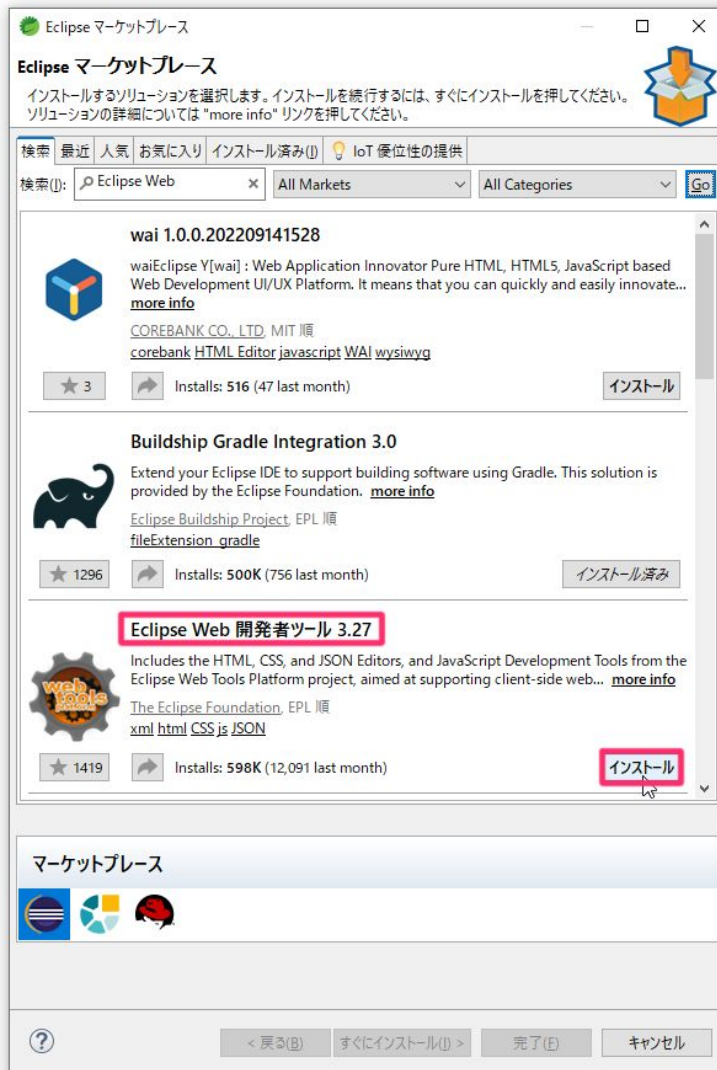 Eclipse マーケットプレース
Eclipse マーケットプレース
インストールするソリューションを選択します。インストールを続行するには、すぐにインストールを押してください。
ソリューションの詳細については "more info" リンクを押してください。
検索 最近 人気 お気に入り インストール済み(I) IoT 優位性の提供
検索(I): Eclipse Web All Markets All Categories Go
wai 1.0.0.202209141528
waiEclipse Y[wai] : Web Application Innovator Pure HTML, HTML5, JavaScript based
Web Development UI/UX Platform. It means that you can quickly and easily innovate...
more info
COREBANK CO., LTD, MIT 順
corebank HTML Editor javascript WAI wysiwyg
3 Installs: 516 (47 last month) インストール
Buildship Gradle Integration 3.0
Extend your Eclipse IDE to support building software using Gradle. This solution is
provided by the Eclipse Foundation. more info
Eclipse Buildship Project, EPL 順
fileExtension_gradle
1296 Installs: 500K (756 last month) インストール済み
Eclipse Web 開発者ツール 3.27
Includes the HTML, CSS, and JSON Editors, and JavaScript Development Tools from the
Eclipse Web Tools Platform project, aimed at supporting client-side web... more info
The Eclipse Foundation, EPL 順
xml html CSS js JSON
1419 Installs: 598K (12,091 last month) インストール
web
tools
platform
マーケットプレース
< 戻る(B) すぐにインストール(I) > 完了(F) キャンセル